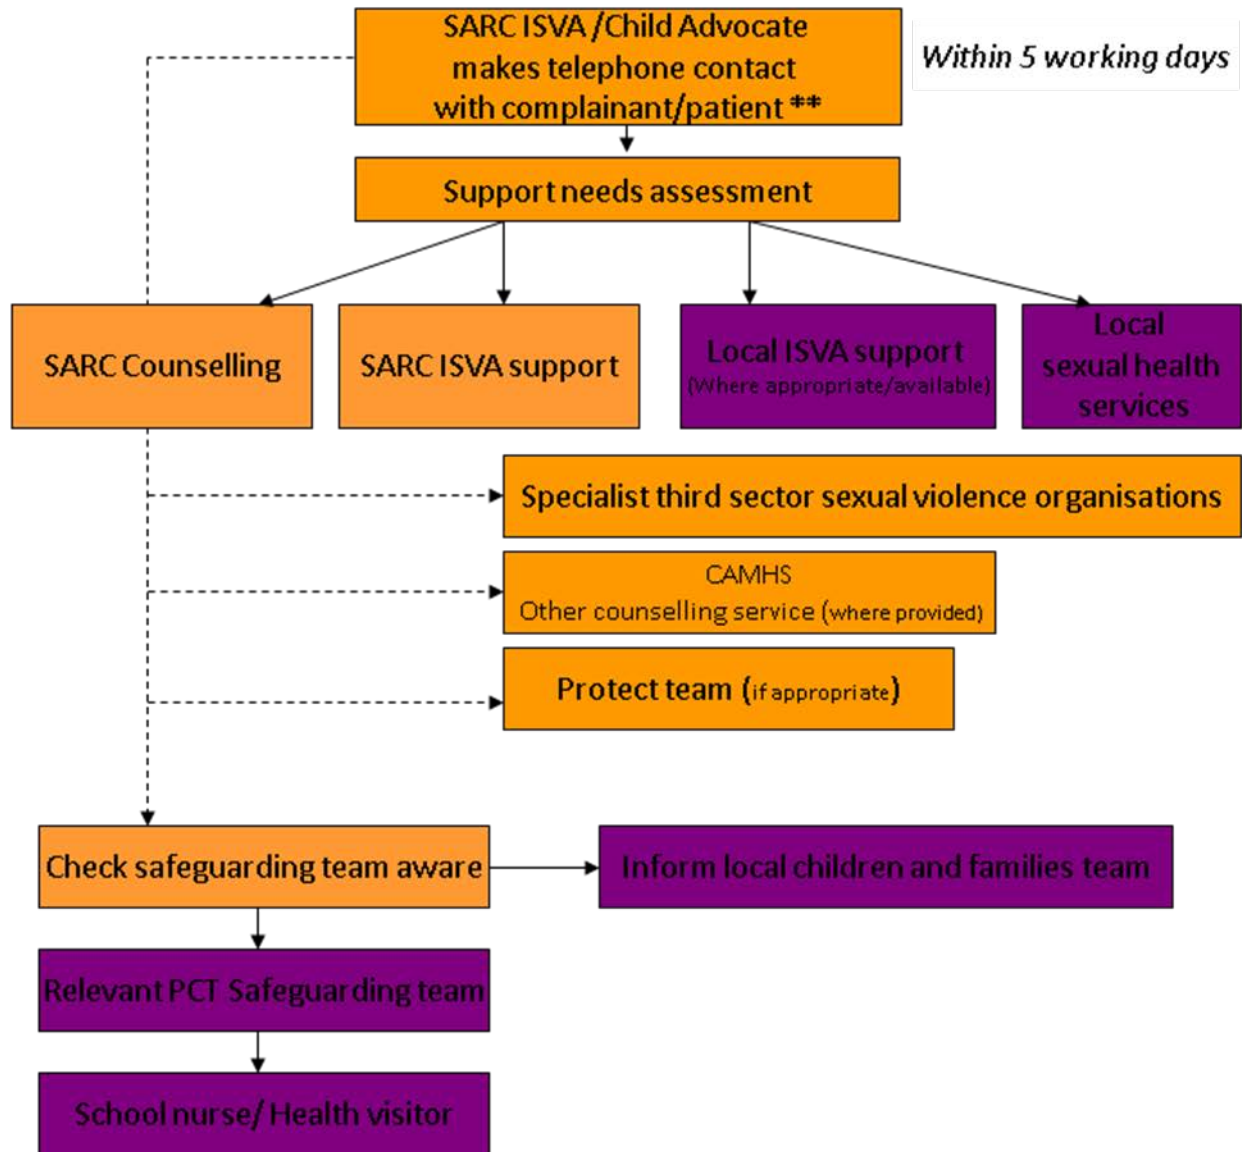 SARC ISVA /Child Advocate
makes telephone contact
with complainant/patient **
Within 5 working days
Support needs assessment
SARC Counselling
SARC ISVA support
Local ISVA support
(Where appropriate/available)
Local
sexual health
services
Specialist third sector sexual violence organisations
CAMHS
Other counselling service (where provided)
Protect team (if appropriate)
Check safeguarding team aware
Inform local children and families team
Relevant PCT Safeguarding team
School nurse/ Health visitor